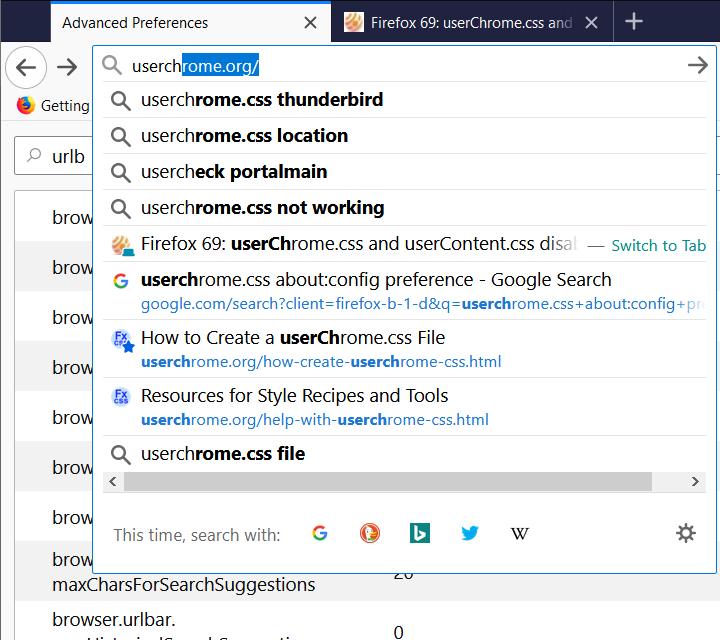 Advanced Preferences
Firefox 69: userChrome.css and
userchrome.org/
Getting
userchrome.css thunderbird
userchrome.css location
usercheck portalmain
userchrome.css not working
Firefox 69: userChrome.css and userContent.css disa — Switch to Tab
userchrome.css about:config preference - Google Search
google.com/search?client=firefox-b-1-d&q=userchrome.css+about:config+pre
How to Create a userChrome.css File
userchrome.org/how-create-userchrome-css.html
Resources for Style Recipes and Tools
userchrome.org/help-with-userchrome-css.html
userchrome.css file
This time, search with: G b W
urlb
brow
brow
brow
brow
brow
brow
brow
brow
maxCharsForSearchSuggestions 20
browser.urlbar. 0